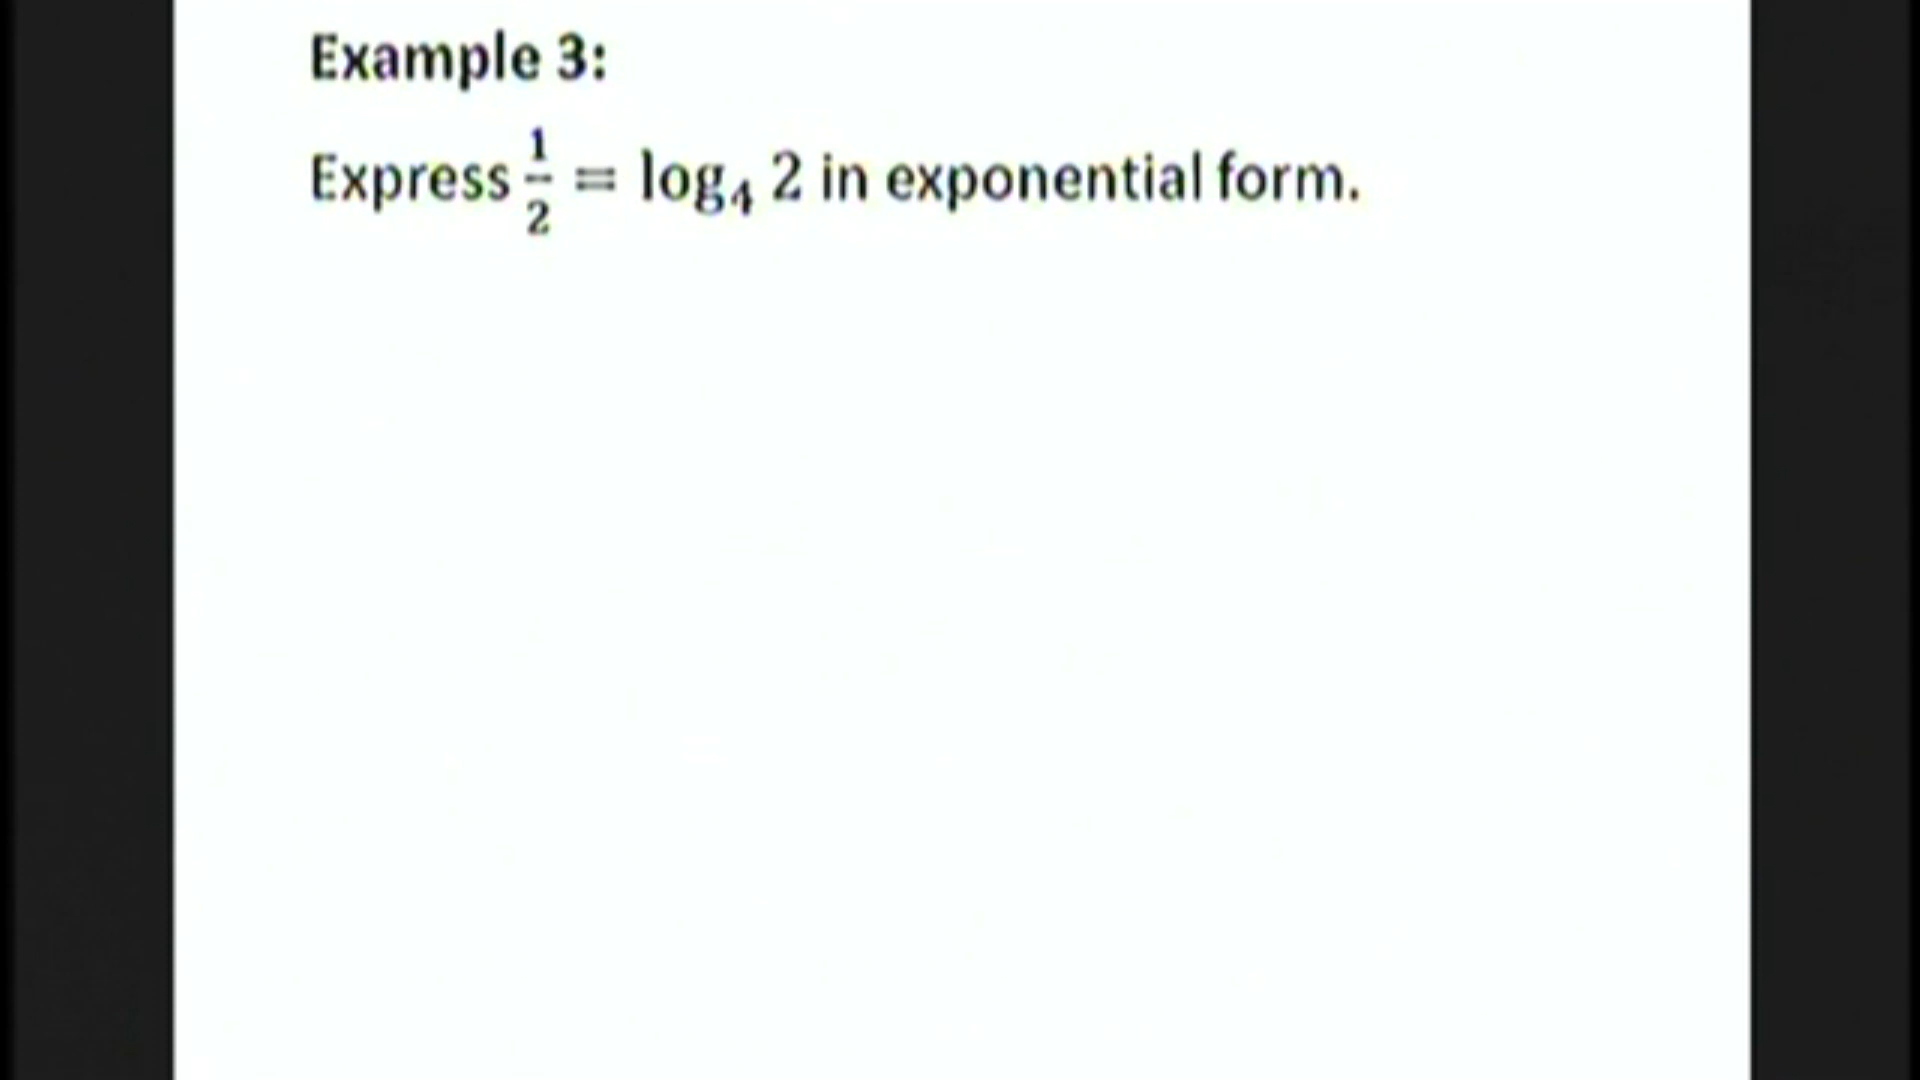 Example 3:
Express 1/2 = log₄ 2 in exponential form.